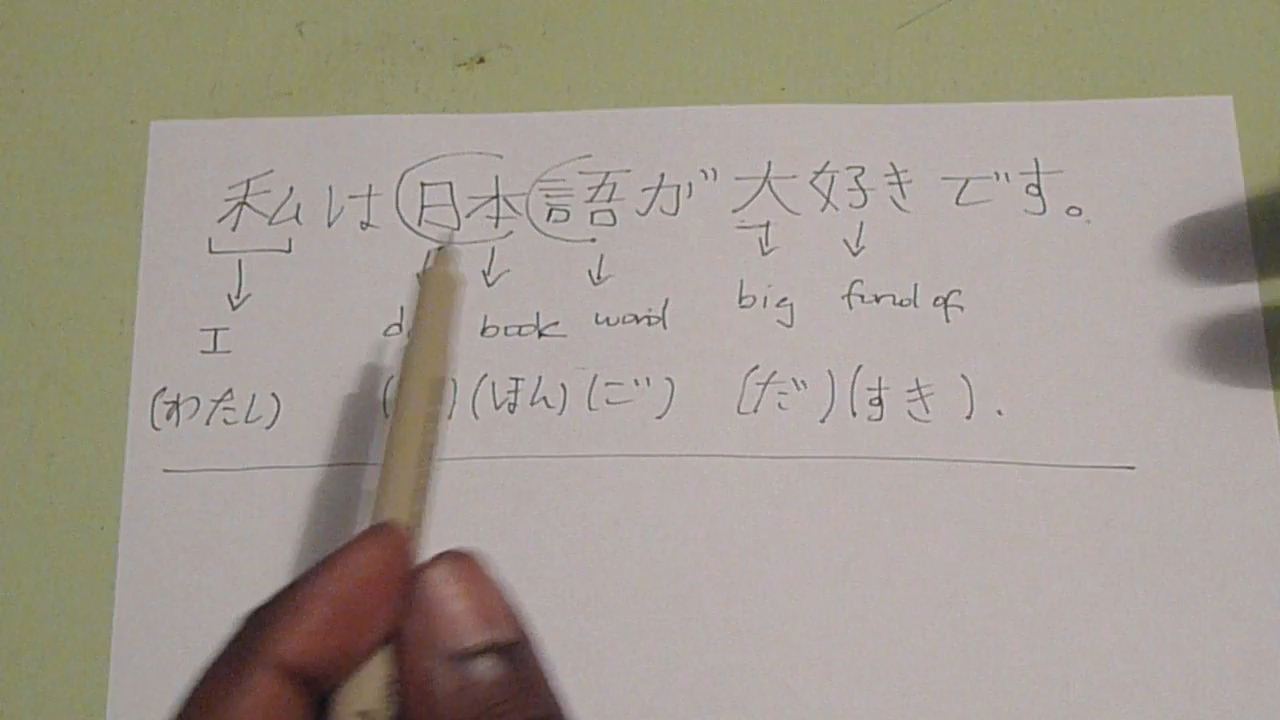 私は日本語が大好きです。
I book word big fond of
(わたし) (ほん) (ご) (だ) (すき).